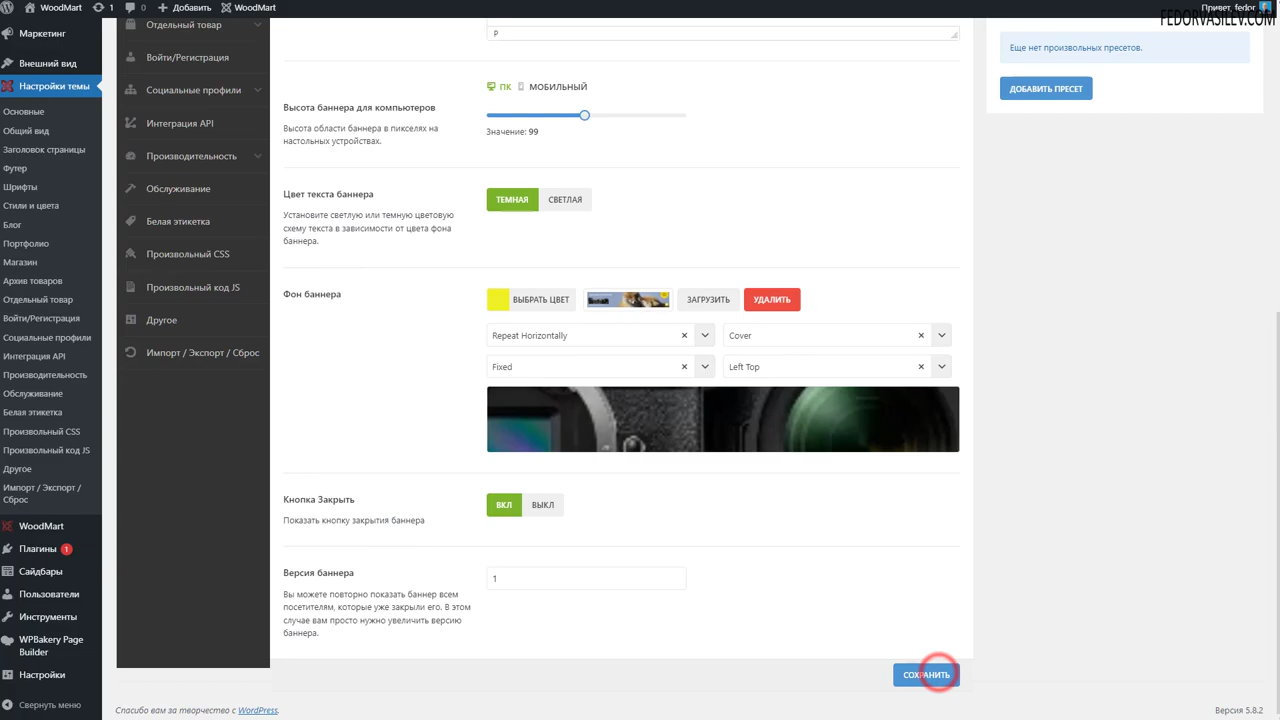 WoodMart
1
0
WoodMart
Привет, fedor
FEDORVASILEV.COM
Маркетинг
Внешний вид
Настройки темы
Основные
Общий вид
Заголовок страницы
Футер
Шрифты
Стили и цвета
Блог
Портфолио
Магазин
Архив товаров
Отдельный товар
Войти/Регистрация
Социальные профили
Интеграция API
Производительность
Обслуживание
Белая этикетка
Произвольный CSS
Произвольный код JS
Другое
Импорт / Экспорт /
Сброс
WoodMart
Плагины 1
Сайдбары
Пользователи
Инструменты
WPBakery Page
Builder
Настройки
Свернуть меню
Отдельный товар
Войти/Регистрация
Социальные профили
Интеграция API
Производительность
Обслуживание
Белая этикетка
Произвольный CSS
Произвольный код JS
Другое
Импорт / Экспорт / Сброс
P
Высота баннера для компьютеров
Высота области баннера в пикселях на
настольных устройствах.
ПК МОБИЛЬНЫЙ
Значение: 99
Цвет текста баннера
Установите светлую или темную цветовую
схему текста в зависимости от цвета фона
баннера.
ТЕМНАЯ СВЕТЛАЯ
Фон баннера
ВЫБРАТЬ ЦВЕТ ЗАГРУЗИТЬ УДАЛИТЬ
Repeat Horizontally Cover
Fixed Left Top
Кнопка Закрыть
Показать кнопку закрытия баннера
ВКЛ ВЫКЛ
Версия баннера
Вы можете повторно показать баннер всем
посетителям, которые уже закрыли его. В этом
случае вам просто нужно увеличить версию
баннера.
1
СОХРАНИТЬ
Еще нет произвольных пресетов.
ДОБАВИТЬ ПРЕСЕТ
Спасибо вам за творчество с WordPress.
Версия 5.8.2